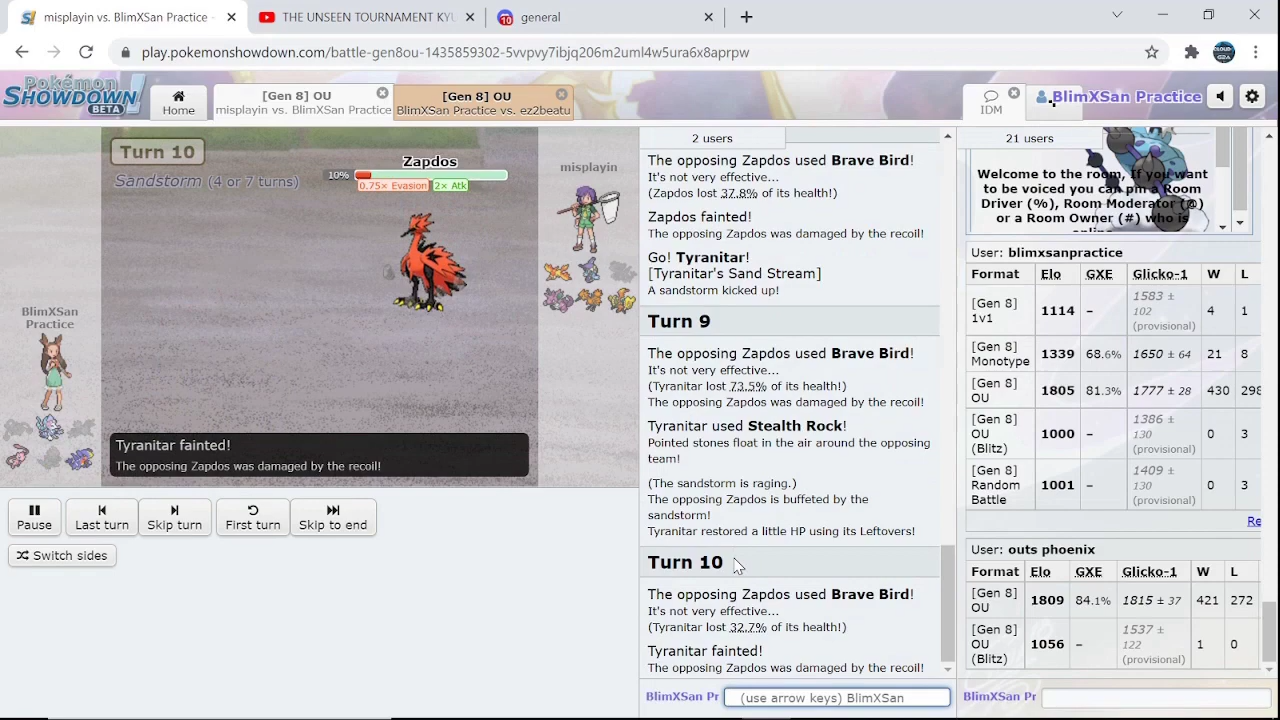 misplayin vs. BlimXSan Practice -
THE UNSEEN TOURNAMENT KYU
10
general
play.pokemonshowdown.com/battle-gen8ou-1435859302-5vvpvy7ibjq206m2uml4w5ura6x8aprpw
Pokémon
SHOWDOWN!
BETA
Home
[Gen 8] OU
misplayin vs. BlimXSan Practice
[Gen 8] OU
BlimXSan Practice vs. ez2beatu
IDM
BlimXSan Practice
Turn 10
Sandstorm (4 or 7 turns)
Zapdos
10%
0.75× Evasion
2× Atk
misplayin
BlimXSan
Practice
Tyranitar fainted!
The opposing Zapdos was damaged by the recoil!
Pause
Last turn
Skip turn
First turn
Skip to end
Switch sides
2 users
The opposing Zapdos used Brave Bird!
It's not very effective...
(Zapdos lost 37.8% of its health!)
Zapdos fainted!
The opposing Zapdos was damaged by the recoil!
Go! Tyranitar!
[Tyranitar's Sand Stream]
A sandstorm kicked up!
Turn 9
The opposing Zapdos used Brave Bird!
It's not very effective...
(Tyranitar lost 73.5% of its health!)
The opposing Zapdos was damaged by the recoil!
Tyranitar used Stealth Rock!
Pointed stones float in the air around the opposing
team!
(The sandstorm is raging.)
The opposing Zapdos is buffeted by the
sandstorm!
Tyranitar restored a little HP using its Leftovers!
Turn 10
The opposing Zapdos used Brave Bird!
It's not very effective...
(Tyranitar lost 32.7% of its health!)
Tyranitar fainted!
The opposing Zapdos was damaged by the recoil!
BlimXSan Pr
(use arrow keys) BlimXSan
21 users
Welcome to the room, If you want
to be voiced you can pm a Room
Driver (%), Room Moderator (@)
or a Room Owner (#) who is
online
User: blimxsanpractice
Format Elo GXE Glicko-1 W L
[Gen 8] 1v1 1114 – 1583 ± 102 (provisional) 4 1
[Gen 8] Monotype 1339 68.6% 1650 ± 64 21 8
[Gen 8] OU 1805 81.3% 1777 ± 28 430 298
[Gen 8] OU (Blitz) 1000 – 1386 ± 130 (provisional) 0 3
[Gen 8] Random Battle 1001 – 1409 ± 130 (provisional) 0 3
Re
User: outs phoenix
Format Elo GXE Glicko-1 W L
[Gen 8] OU 1809 84.1% 1815 ± 37 421 272
[Gen 8] OU (Blitz) 1056 – 1537 ± 122 (provisional) 1 0
BlimXSan Pr